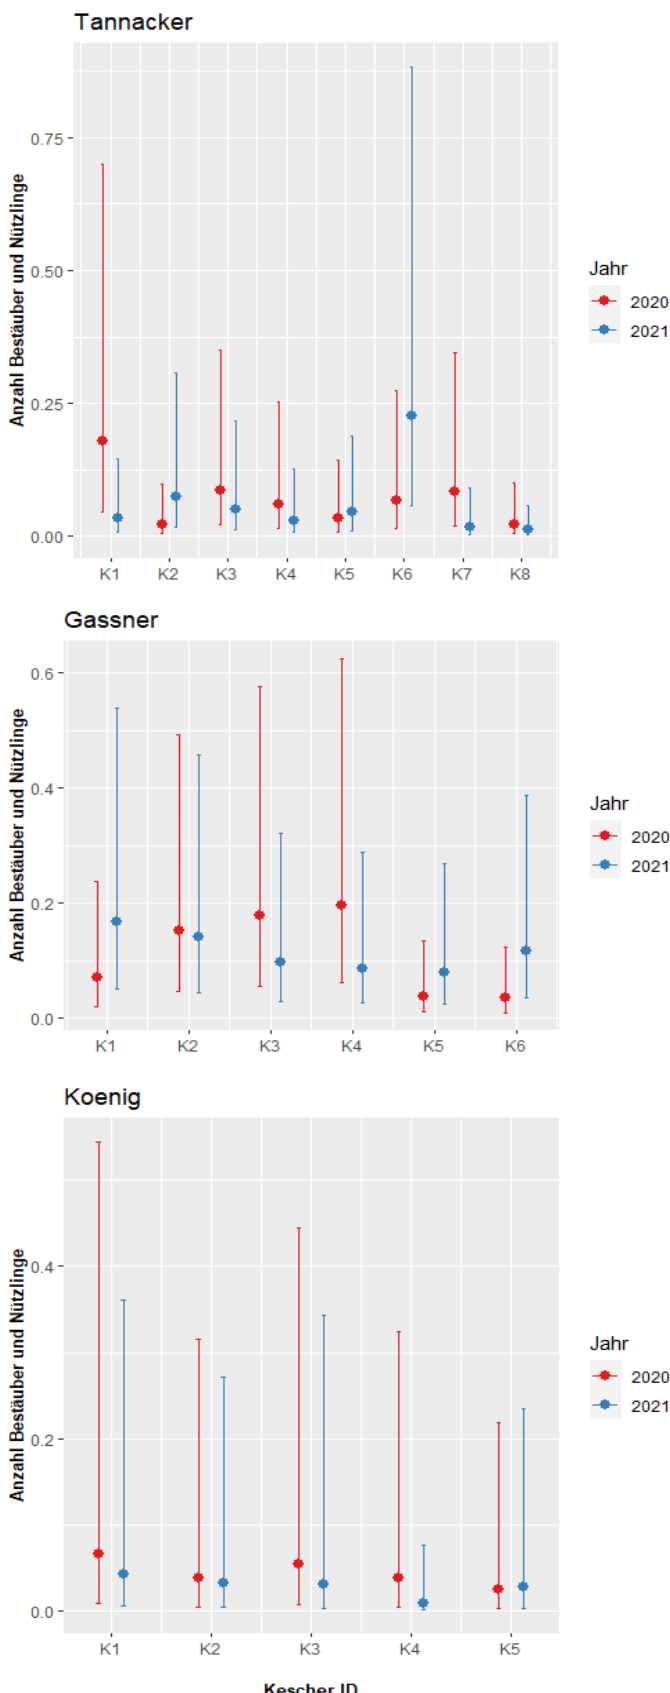 Tannacker
Anzahl Bestäuber und Nützlinge
0.75
0.50
0.25
0.00
K1 K2 K3 K4 K5 K6 K7 K8
Jahr
2020
2021
Gassner
Anzahl Bestäuber und Nützlinge
0.6
0.4
0.2
0.0
K1 K2 K3 K4 K5 K6
Jahr
2020
2021
Koenig
Anzahl Bestäuber und Nützlinge
0.4
0.2
0.0
K1 K2 K3 K4 K5
Jahr
2020
2021
Kescher ID